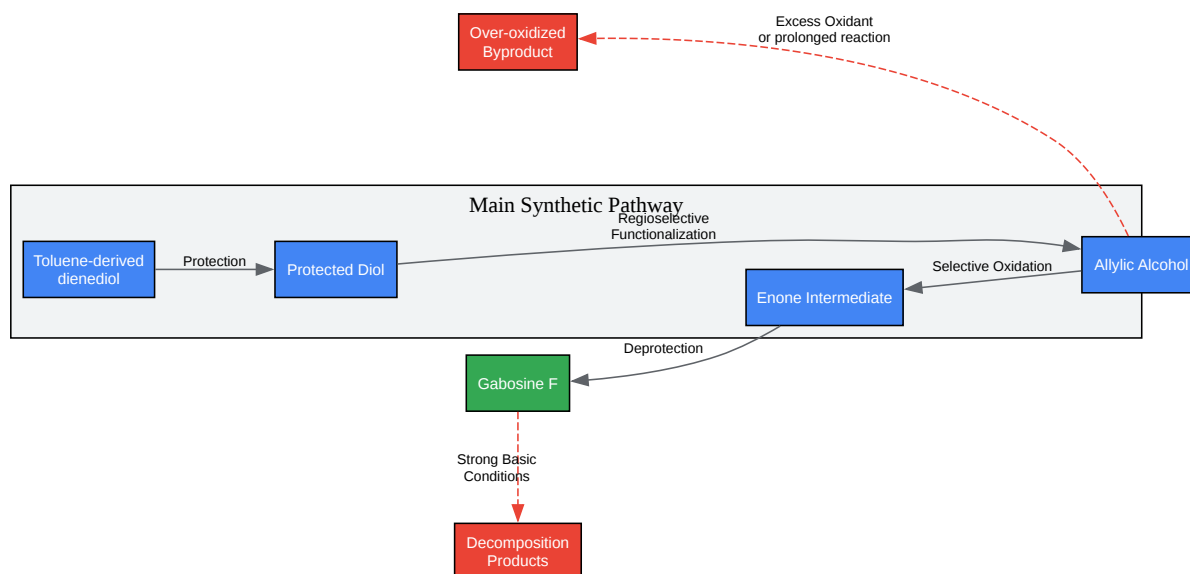 Over-oxidized
Byproduct
Excess Oxidant
or prolonged reaction
Main Synthetic Pathway
Regioselective
Functionalization
Toluene-derived
dienediol
Protection
Protected Diol
Allylic Alcohol
Selective Oxidation
Enone Intermediate
Deprotection
Gabosine F
Strong Basic
Conditions
Decomposition
Products